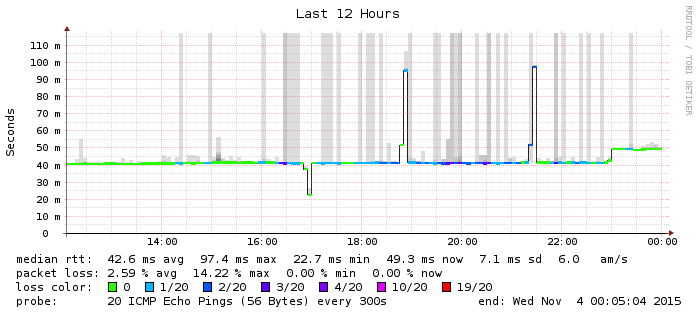 Last 12 Hours
RRDTOOL / TOBI OETIKER
Seconds
110 m
100 m
90 m
80 m
70 m
60 m
50 m
40 m
30 m
20 m
10 m
0
14:00 16:00 18:00 20:00 22:00 00:00
median rtt: 42.6 ms avg 97.4 ms max 22.7 ms min 49.3 ms now 7.1 ms sd 6.0 am/s
packet loss: 2.59 % avg 14.22 % max 0.00 % min 0.00 % now
loss color: 0 1/20 2/20 3/20 4/20 10/20 19/20
probe: 20 ICMP Echo Pings (56 Bytes) every 300s end: Wed Nov 4 00:05:04 2015